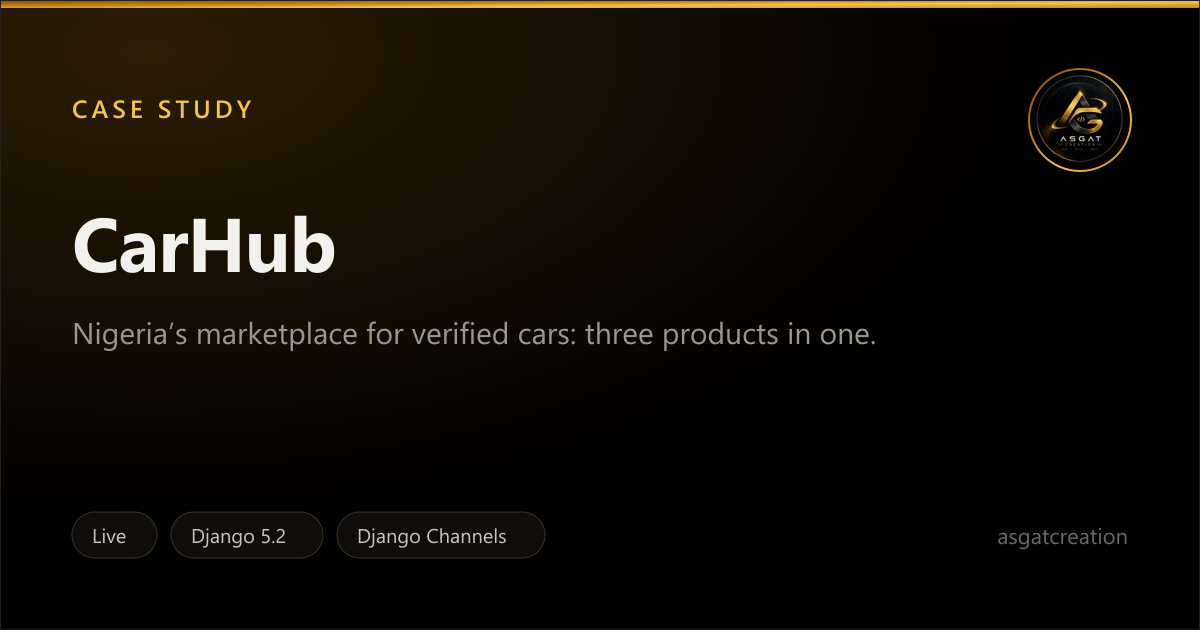 CASE STUDY
ASGAT
CREATION
CarHub
Nigeria’s marketplace for verified cars: three products in one.
Live
Django 5.2
Django Channels
asgatcreation